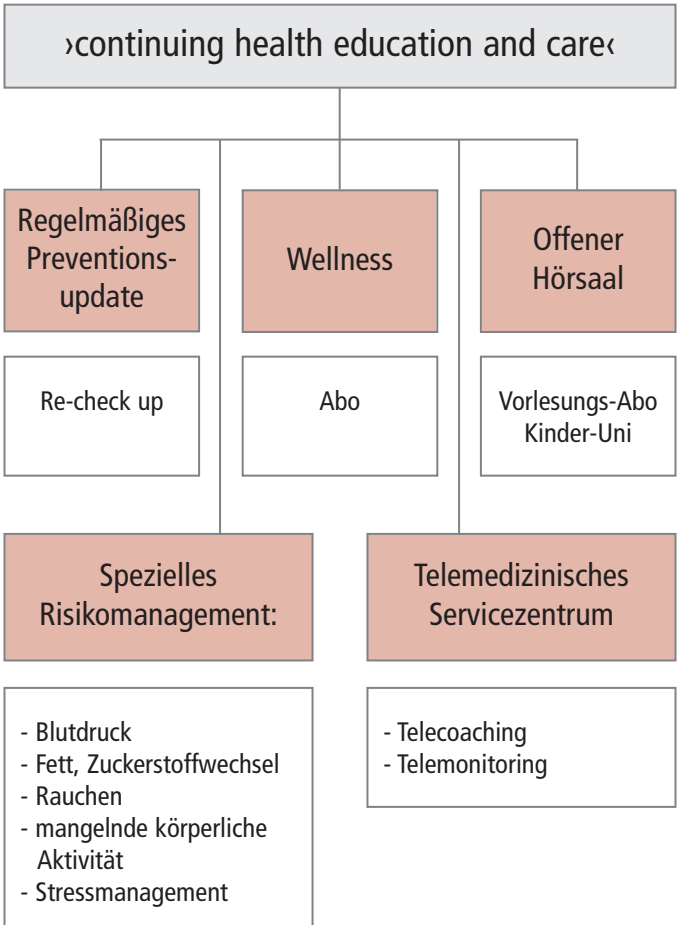 ›continuing health education and care‹
Regelmäßiges
Preventions-
update
Re-check up
Wellness
Abo
Offener
Hörsaal
Vorlesungs-Abo
Kinder-Uni
Spezielles
Risikomanagement:
- Blutdruck
- Fett, Zuckerstoffwechsel
- Rauchen
- mangelnde körperliche
Aktivität
- Stressmanagement
Telemedizinisches
Servicezentrum
- Telecoaching
- Telemonitoring